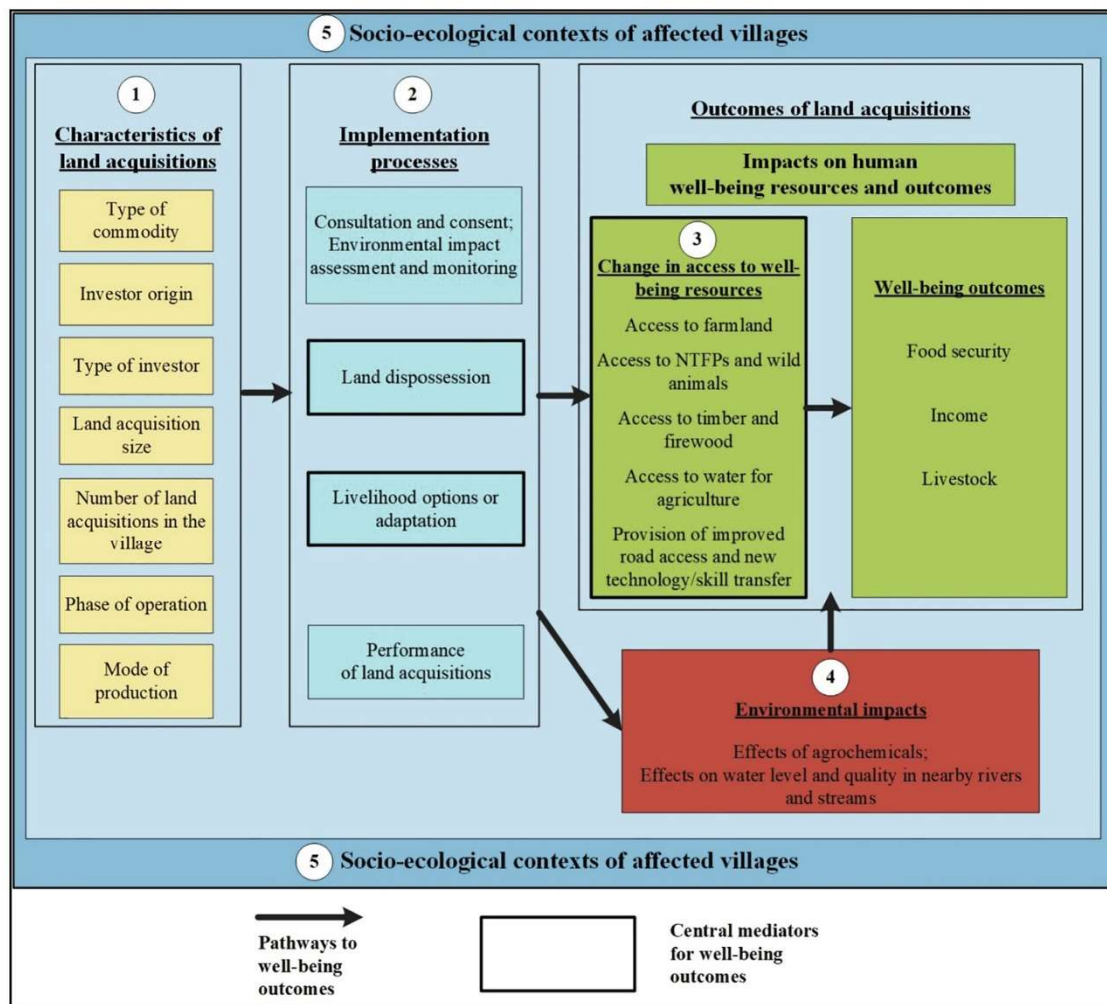 5 Socio-ecological contexts of affected villages
1
Characteristics of
land acquisitions
Type of
commodity
Investor origin
Type of investor
Land acquisition
size
Number of land
acquisitions in the
village
Phase of operation
Mode of
production
2
Implementation
processes
Consultation and consent;
Environmental impact
assessment and monitoring
Land dispossession
Livelihood options or
adaptation
Performance
of land acquisitions
Outcomes of land acquisitions
Impacts on human
well-being resources and outcomes
3
Change in access to well-
being resources
Access to farmland
Access to NTFPs and wild
animals
Access to timber and
firewood
Access to water for
agriculture
Provision of improved
road access and new
technology/skill transfer
Well-being outcomes
Food security
Income
Livestock
4
Environmental impacts
Effects of agrochemicals;
Effects on water level and quality in nearby rivers
and streams
5 Socio-ecological contexts of affected villages
Pathways to
well-being
outcomes
Central mediators
for well-being
outcomes